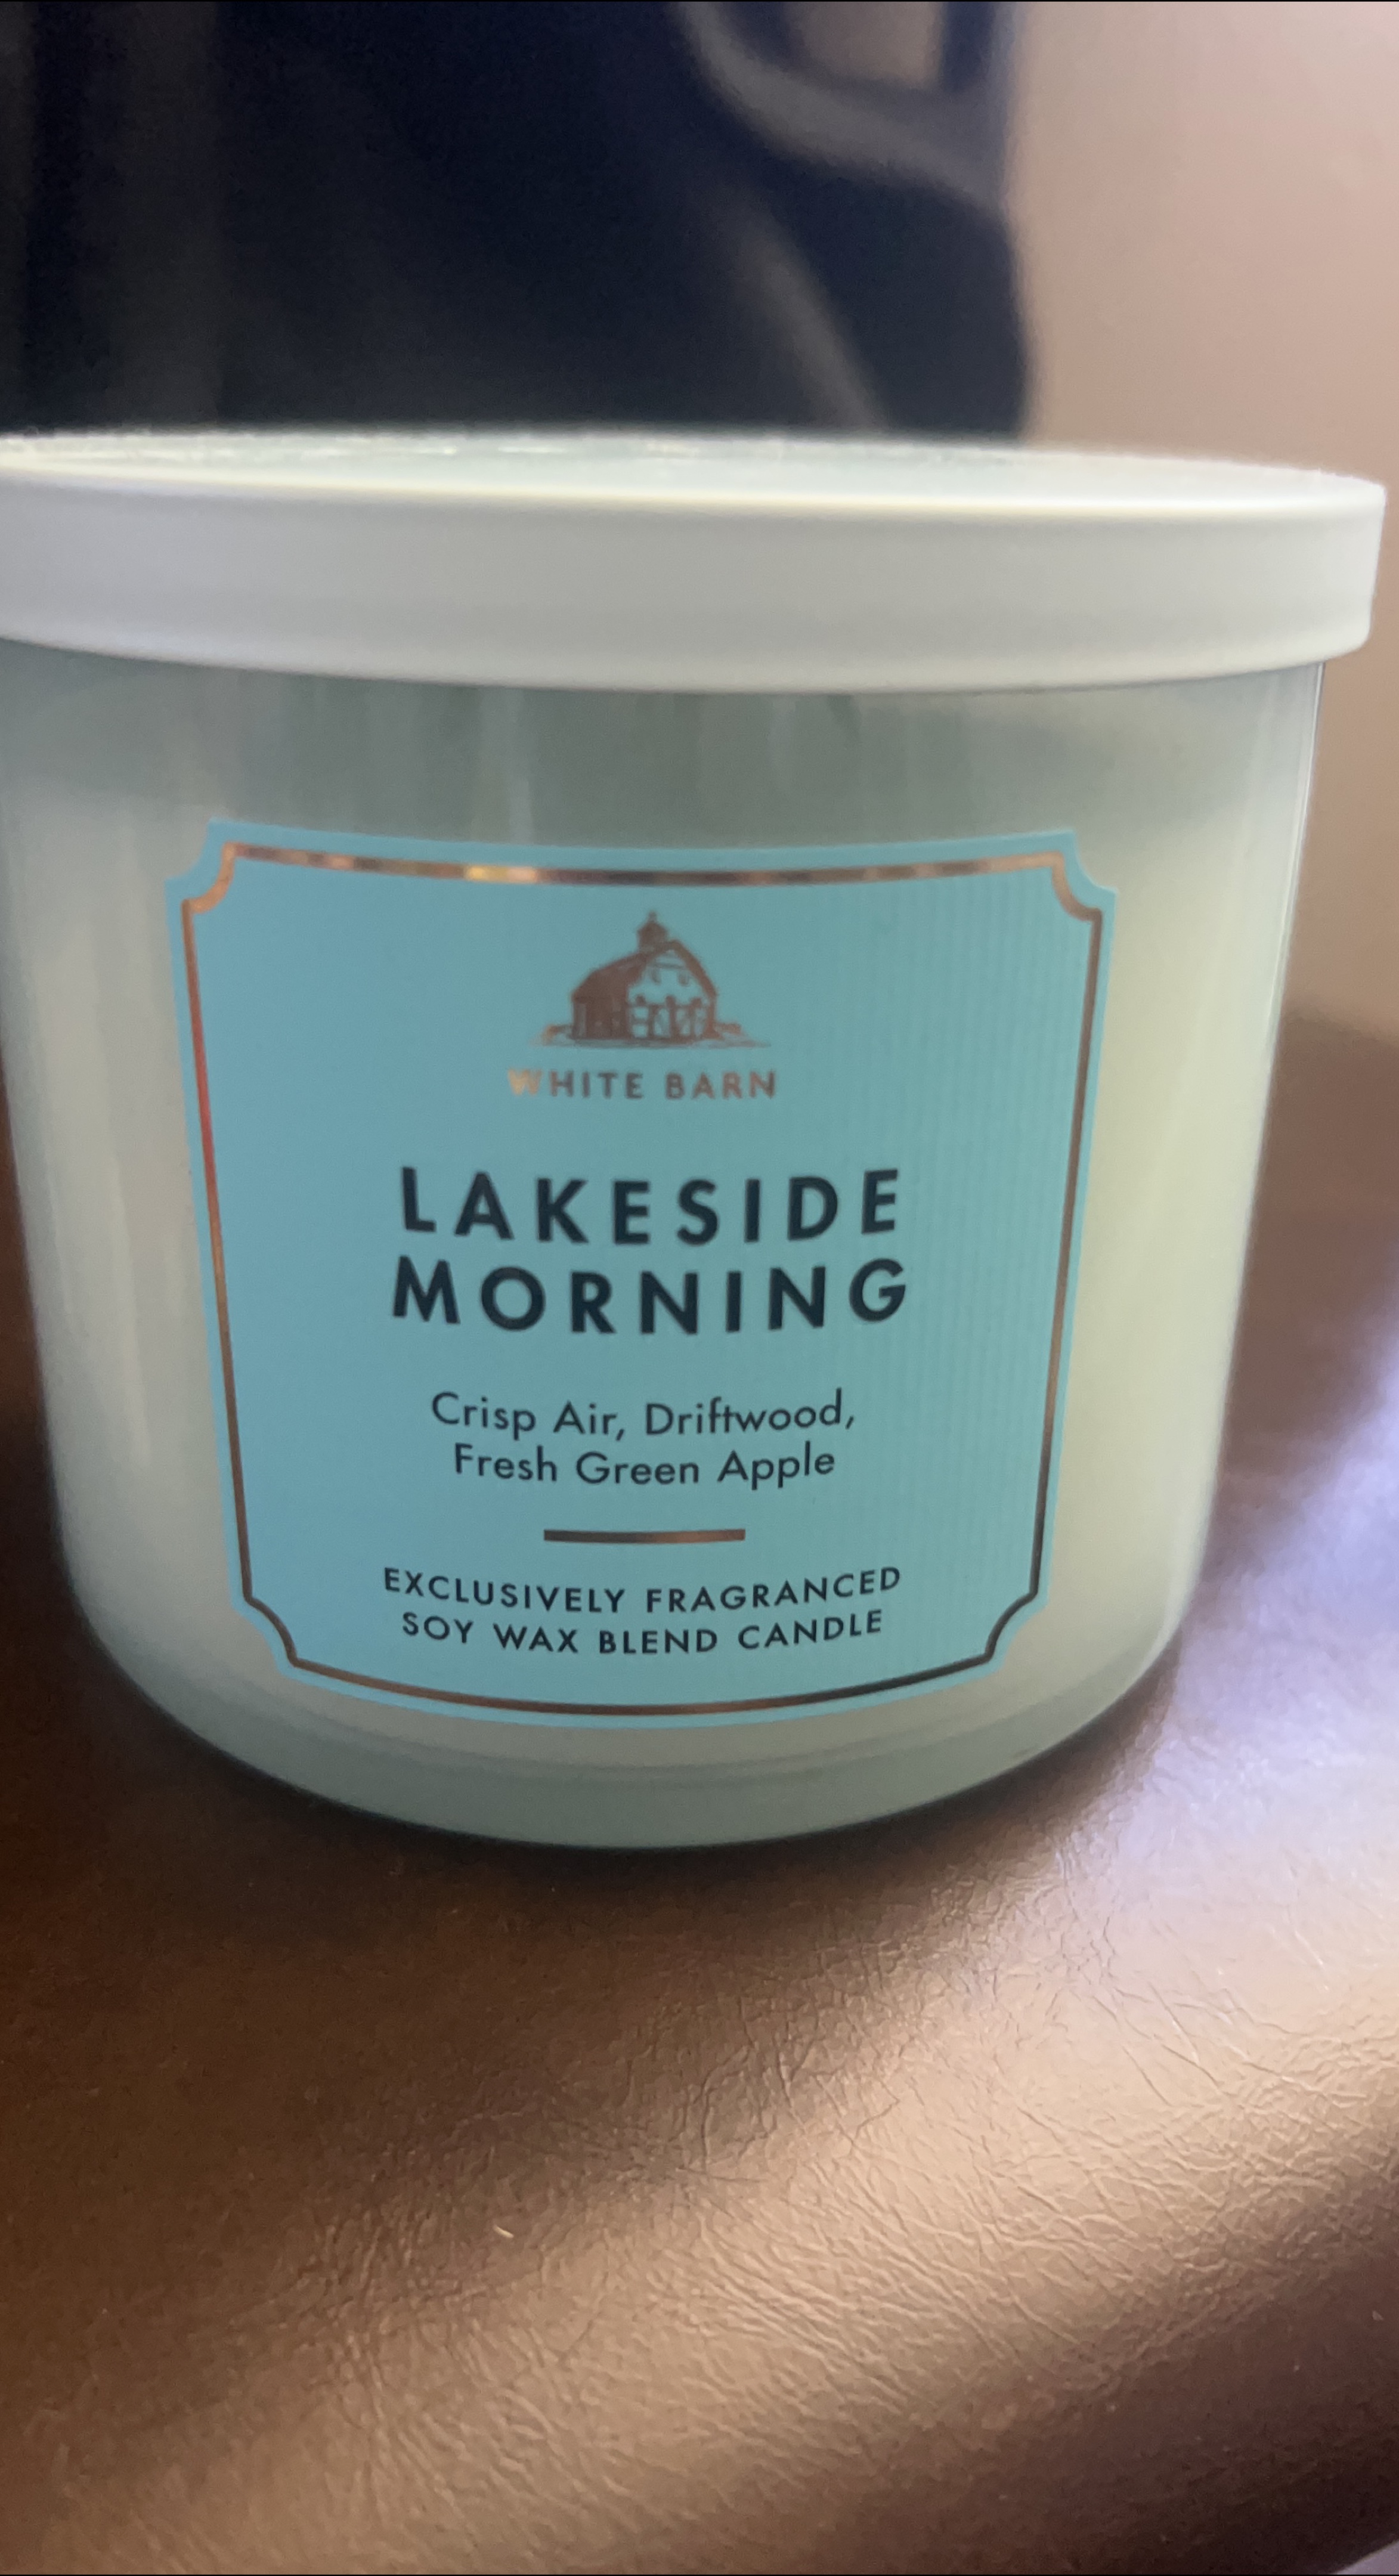 WHITE BARN
LAKESIDE
MORNING
Crisp Air, Driftwood,
Fresh Green Apple
EXCLUSIVELY FRAGRANCED
SOY WAX BLEND CANDLE